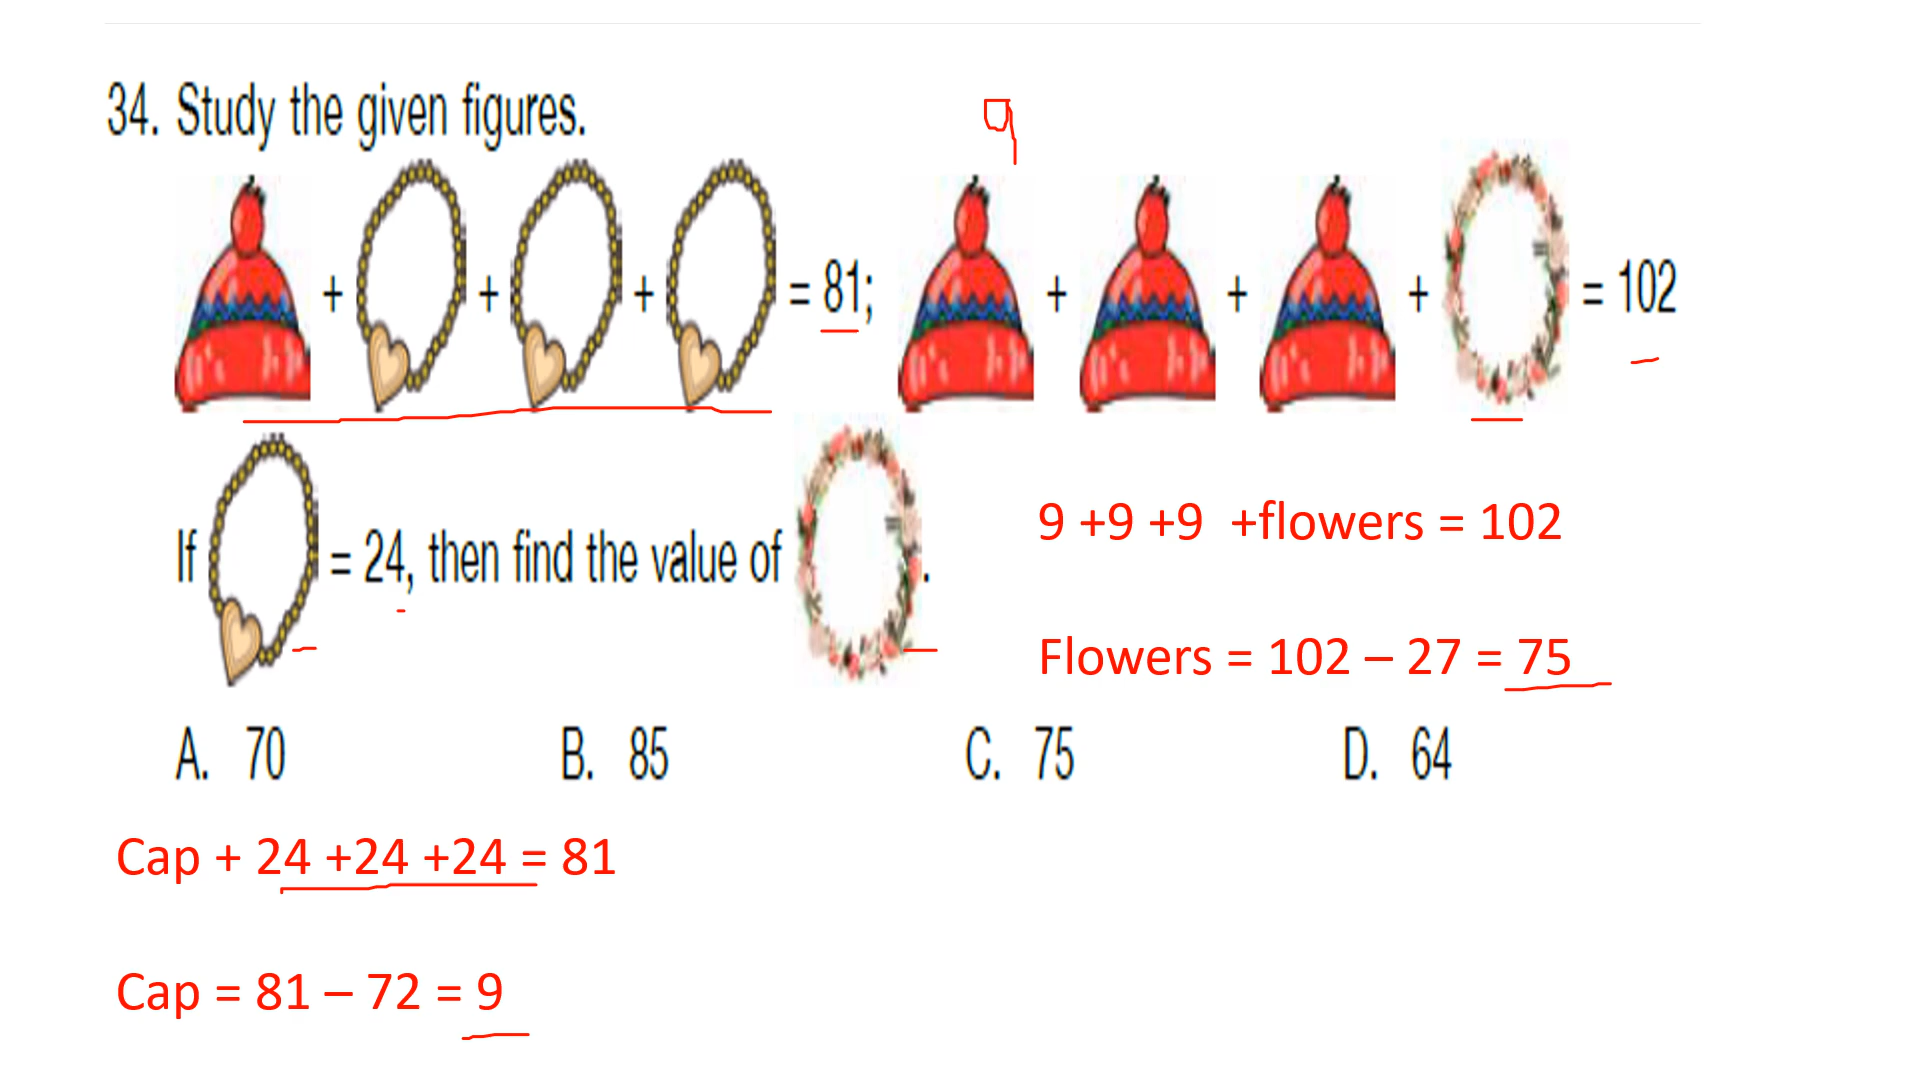 34. Study the given figures.
9
+ + + = 81; + + + = 102
If = 24, then find the value of .
9 +9 +9 +flowers = 102
Flowers = 102 – 27 = 75
A. 70 B. 85 C. 75 D. 64
Cap + 24 +24 +24 = 81
Cap = 81 – 72 = 9